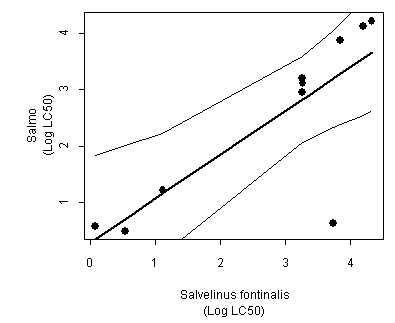 4
3
2
1
Salmo
(Log LC50)
0 1 2 3 4
Salvelinus fontinalis
(Log LC50)